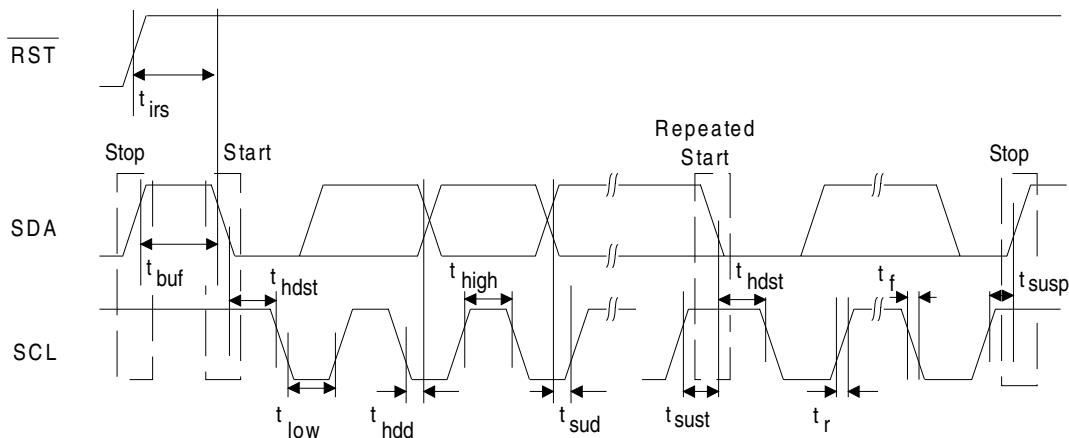 RST
t irs
Repeated
Stop Start Start Stop
SDA
t buf t hdst t high t hdst t f t susp
SCL
t low t hdd t sud t sust t r